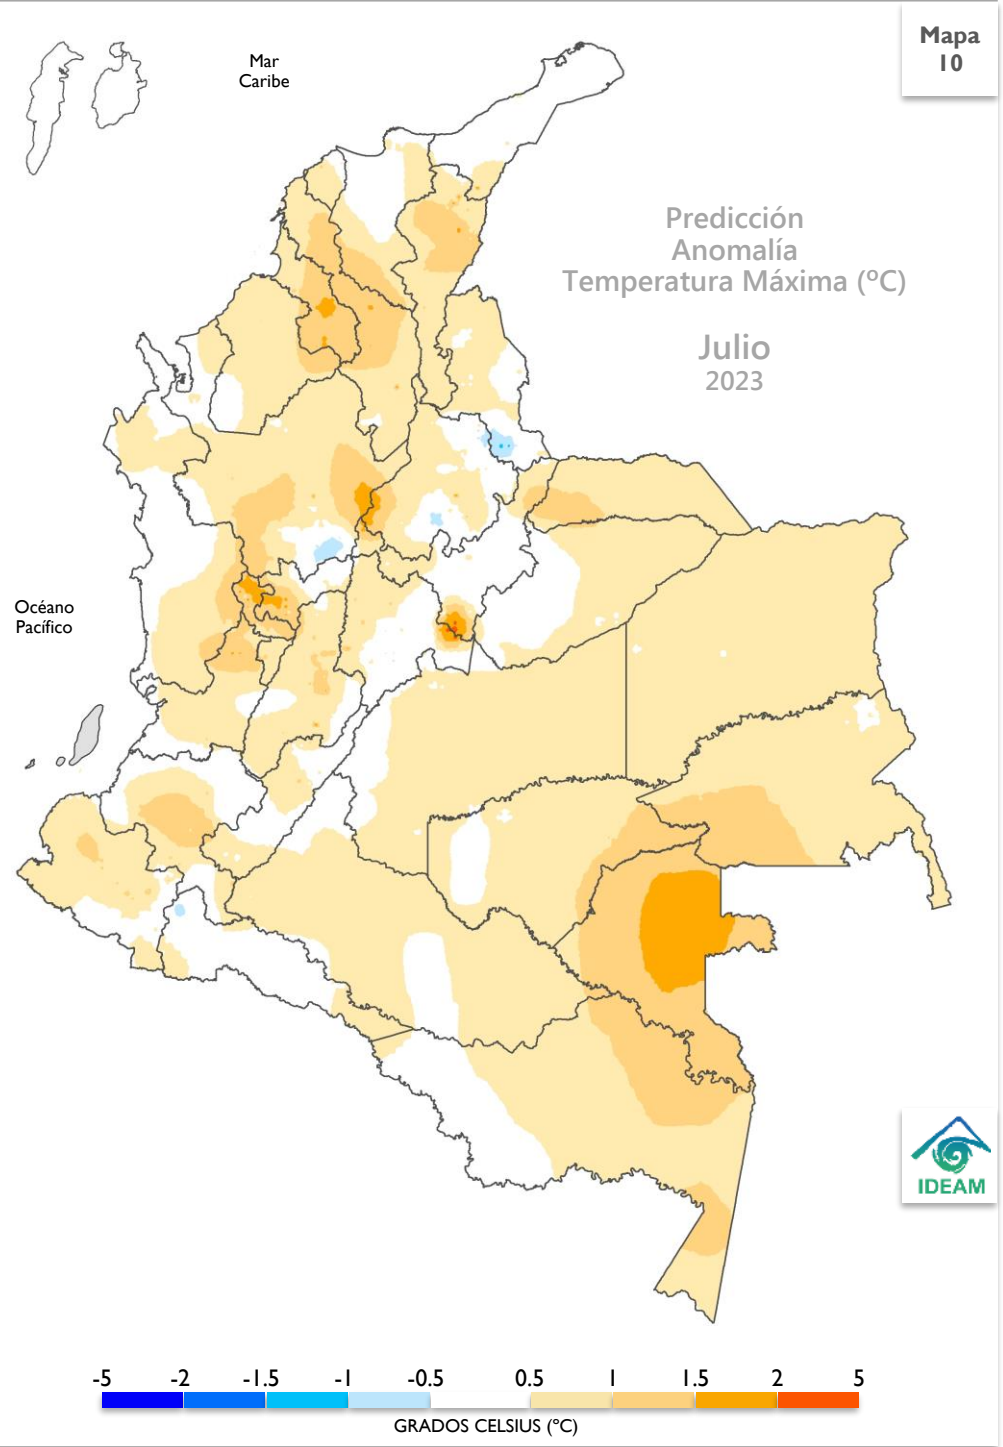 Mapa
10
Mar
Caribe
Predicción
Anomalía
Temperatura Máxima (ºC)
Julio
2023
Océano
Pacífico
IDEAM
-5 -2 -1.5 -1 -0.5 0.5 1 1.5 2 5
GRADOS CELSIUS (ºC)